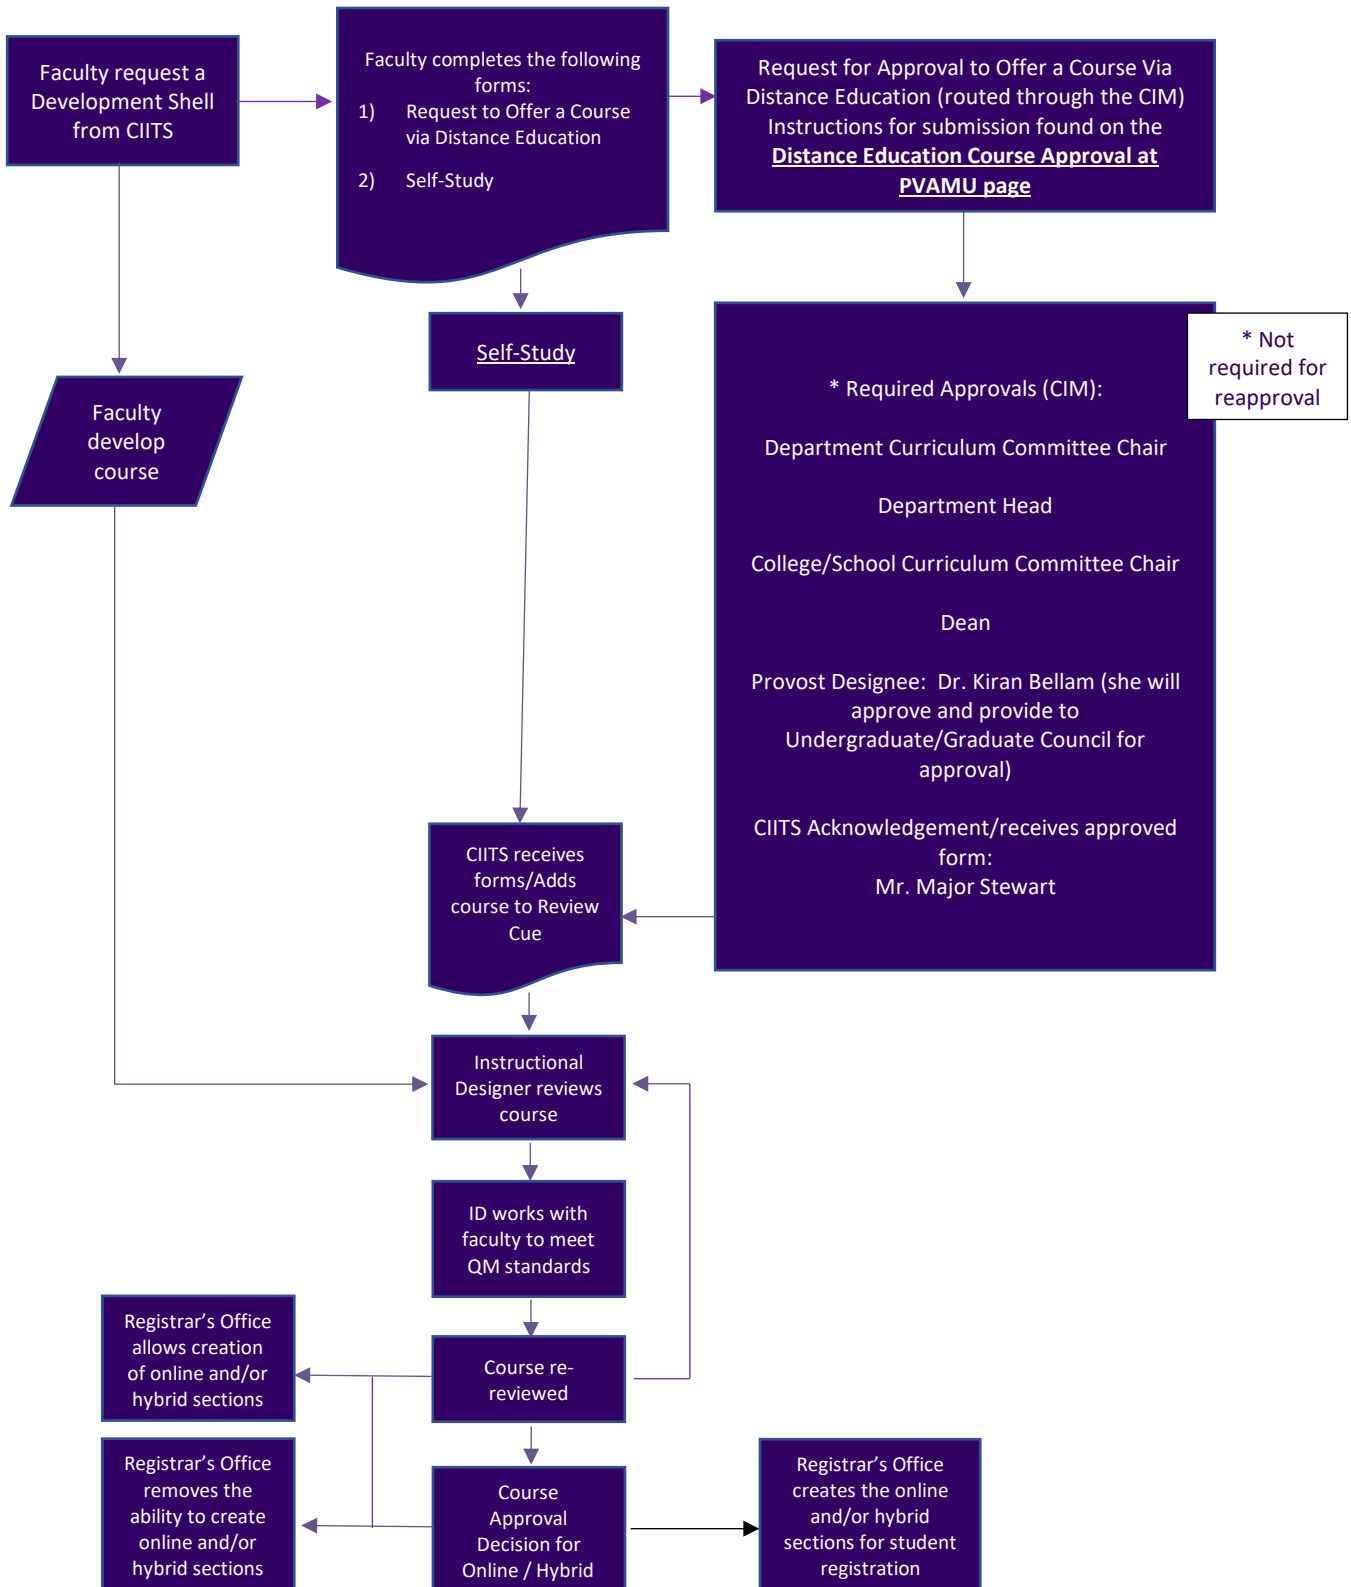 Faculty request a
Development Shell
from CIITS
Faculty completes the following
forms:
1) Request to Offer a Course
via Distance Education
2) Self-Study
Request for Approval to Offer a Course Via
Distance Education (routed through the CIM)
Instructions for submission found on the
Distance Education Course Approval at
PVAMU page
Self-Study
* Not
required for
reapproval
Faculty
develop
course
* Required Approvals (CIM):
Department Curriculum Committee Chair
Department Head
College/School Curriculum Committee Chair
Dean
Provost Designee: Dr. Kiran Bellam (she will
approve and provide to
Undergraduate/Graduate Council for
approval)
CIITS Acknowledgement/receives approved
form:
Mr. Major Stewart
CIITS receives
forms/Adds
course to Review
Cue
Instructional
Designer reviews
course
ID works with
faculty to meet
QM standards
Registrar’s Office
allows creation
of online and/or
hybrid sections
Course re-
reviewed
Registrar’s Office
removes the
ability to create
online and/or
hybrid sections
Course
Approval
Decision for
Online / Hybrid
Registrar’s Office
creates the online
and/or hybrid
sections for student
registration